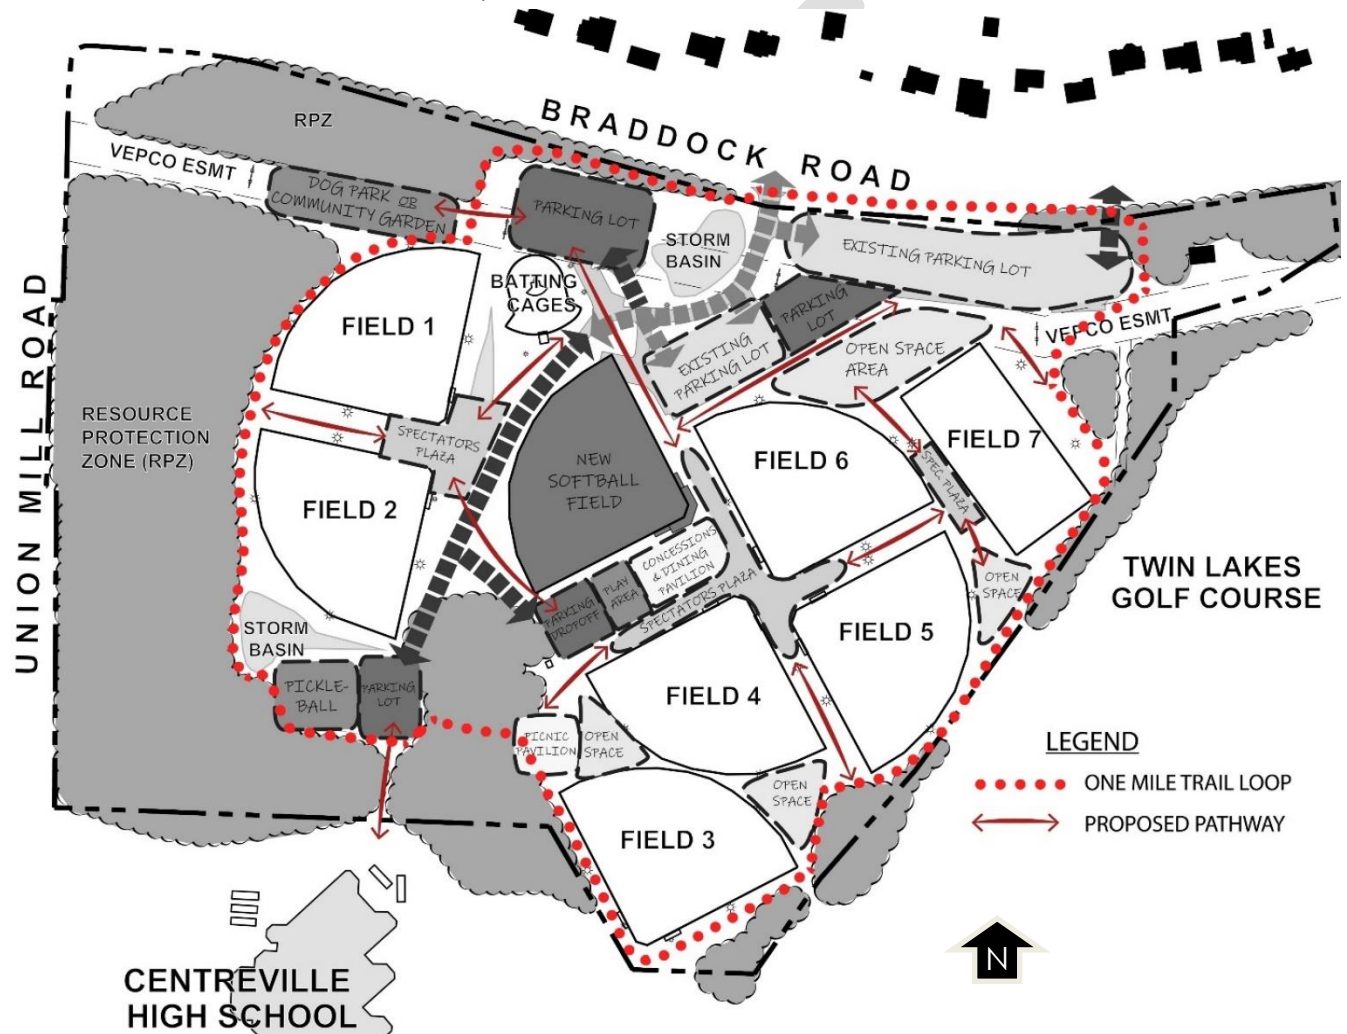 BRADDOCK ROAD
RPZ
VEPCO ESMT
DOG PARK OR
COMMUNITY GARDEN
PARKING LOT
STORM
BASIN
EXISTING PARKING LOT
BATTING
CAGES
PARKING
LOT
VEPCO ESMT
FIELD 1
EXISTING
PARKING LOT
OPEN SPACE
AREA
UNION MILL ROAD
RESOURCE
PROTECTION
ZONE (RPZ)
SPECTATORS
PLAZA
NEW
SOFTBALL
FIELD
FIELD 6
FIELD 7
SPEC. PLAZA
FIELD 2
CONCESSIONS
& DINING
PAVILION
PLAY
AREA
PARKING
DROPOFF
SPECTATORS PLAZA
OPEN
SPACE
TWIN LAKES
GOLF COURSE
STORM
BASIN
FIELD 5
PICKLE-
BALL
PARKING
LOT
FIELD 4
PICNIC
PAVILION
OPEN
SPACE
OPEN
SPACE
FIELD 3
LEGEND
ONE MILE TRAIL LOOP
PROPOSED PATHWAY
N
CENTREVILLE
HIGH SCHOOL